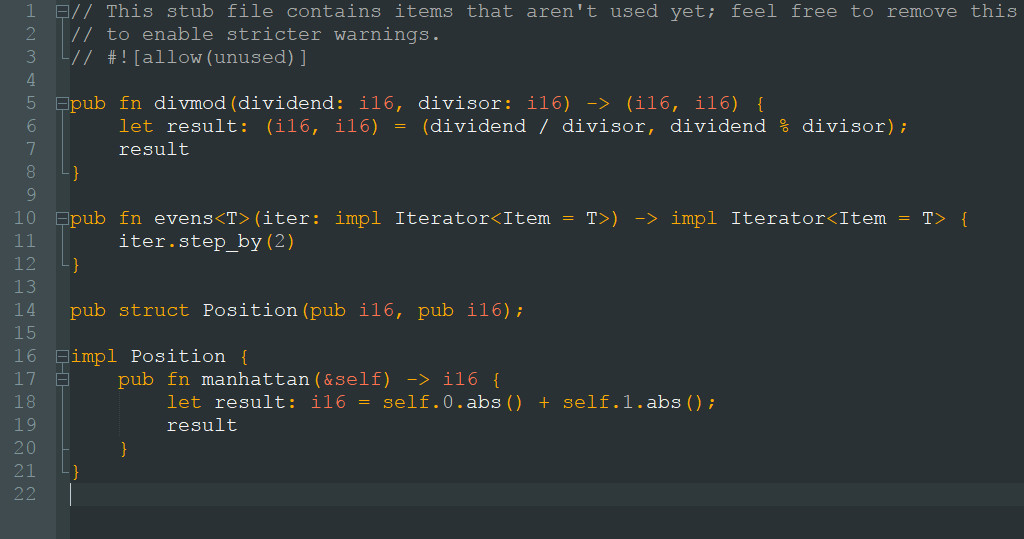 1 // This stub file contains items that aren't used yet; feel free to remove this
2 // to enable stricter warnings.
3 // #![allow(unused)]
4
5 pub fn divmod(dividend: i16, divisor: i16) -> (i16, i16) {
6     let result: (i16, i16) = (dividend / divisor, dividend % divisor);
7     result
8 }
9
10 pub fn evens<T>(iter: impl Iterator<Item = T>) -> impl Iterator<Item = T> {
11     iter.step_by(2)
12 }
13
14 pub struct Position(pub i16, pub i16);
15
16 impl Position {
17     pub fn manhattan(&self) -> i16 {
18         let result: i16 = self.0.abs() + self.1.abs();
19         result
20     }
21 }
22